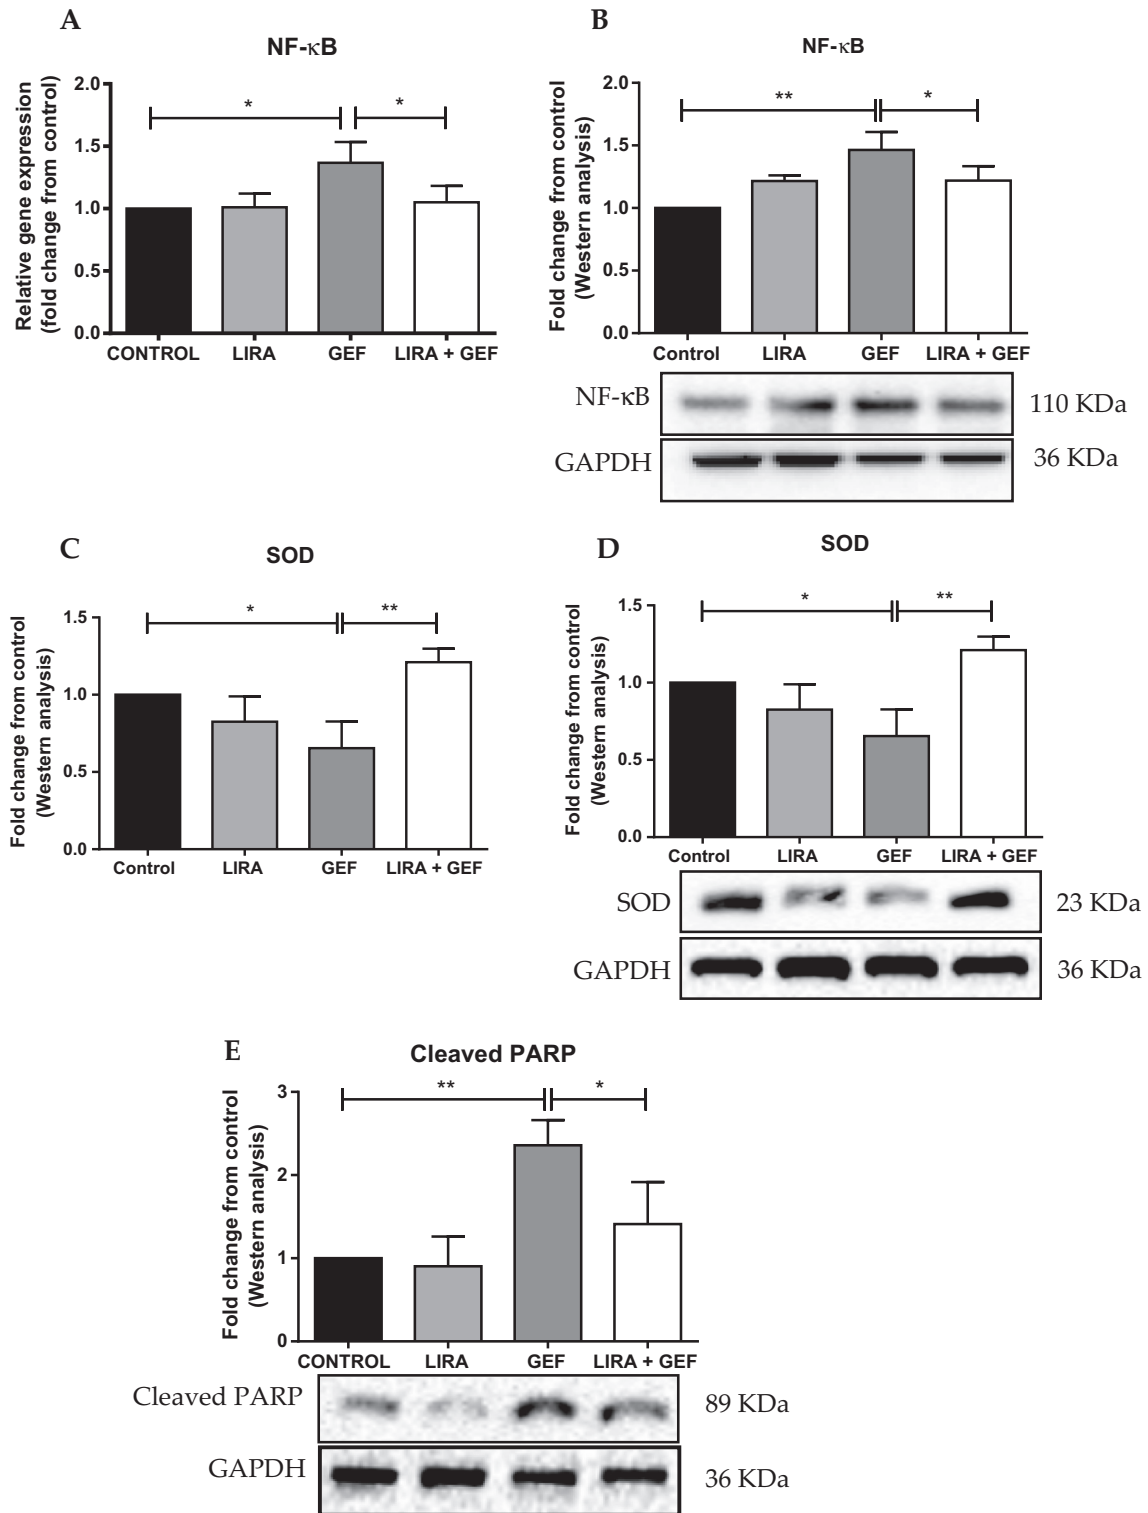 A
NF-κB
Relative gene expression
(fold change from control)
2.0
1.5
1.0
0.5
0.0
*
*
CONTROL LIRA GEF LIRA + GEF
B
NF-κB
Fold change from control
(Western analysis)
2.0
1.5
1.0
0.5
0.0
**
*
Control LIRA GEF LIRA + GEF
NF-κB 110 KDa
GAPDH 36 KDa
C
SOD
Fold change from control
(Western analysis)
1.5
1.0
0.5
0.0
*
**
Control LIRA GEF LIRA + GEF
D
SOD
Fold change from control
(Western analysis)
1.5
1.0
0.5
0.0
*
**
Control LIRA GEF LIRA + GEF
SOD 23 KDa
GAPDH 36 KDa
E
Cleaved PARP
Fold change from control
(Western analysis)
3
2
1
0
**
*
CONTROL LIRA GEF LIRA + GEF
Cleaved PARP 89 KDa
GAPDH 36 KDa